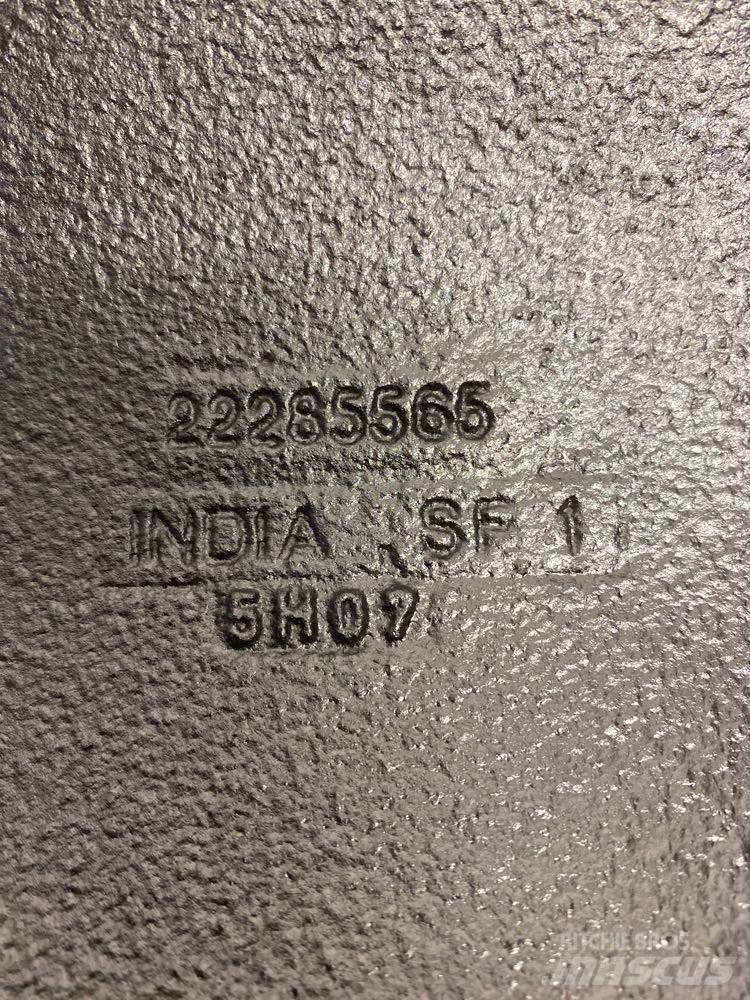 22285565
INDIA SF 1
5H07
RITCHIE BROS.
mascus